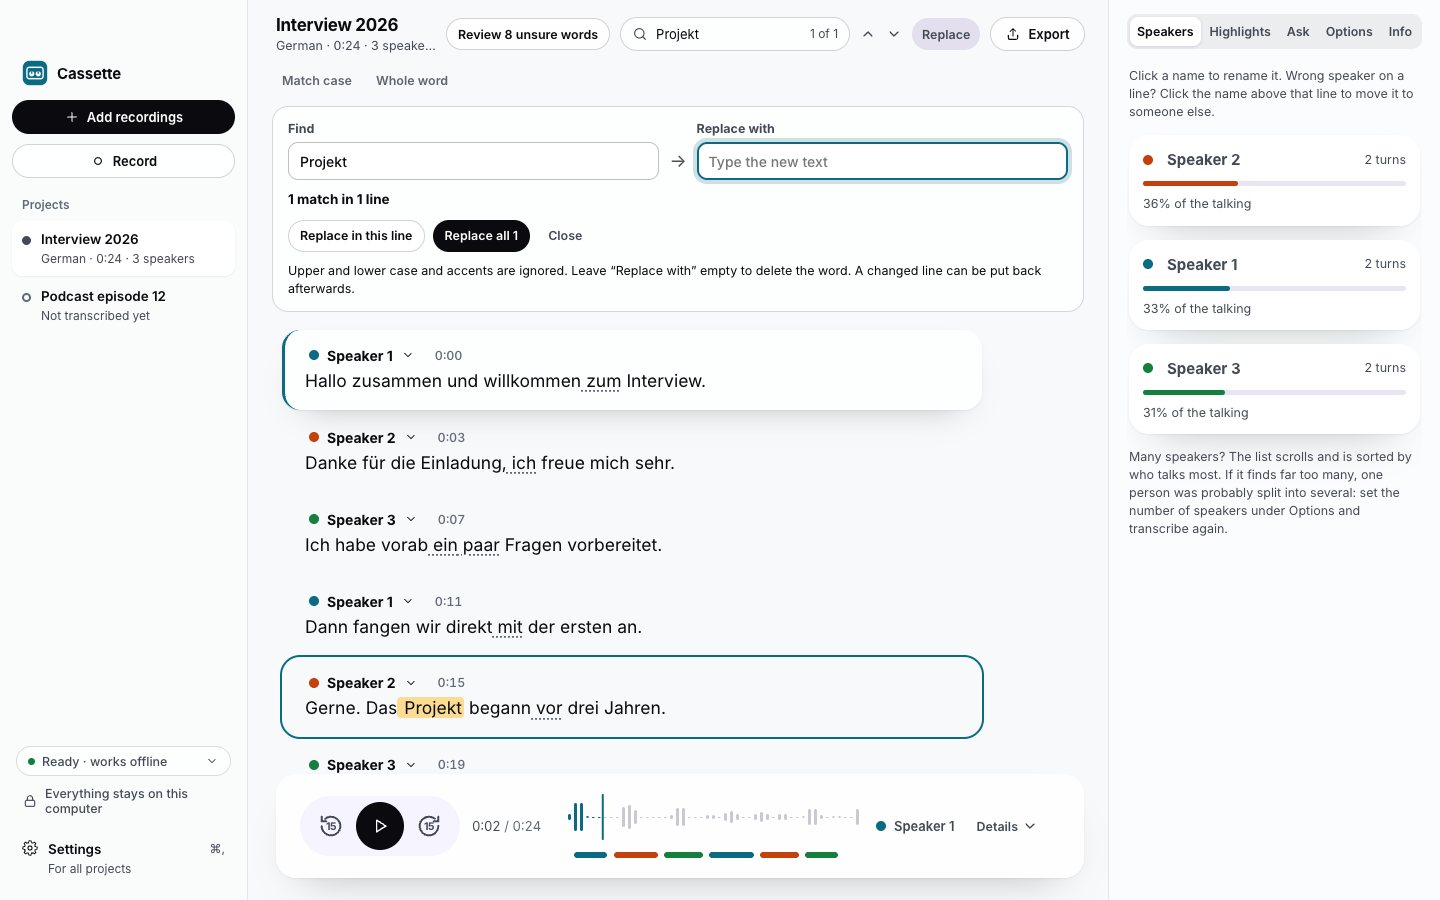 Cassette
Add recordings
Record
Projects
Interview 2026
German · 0:24 · 3 speakers
Podcast episode 12
Not transcribed yet
Ready · works offline
Everything stays on this
computer
Settings
⌘,
For all projects
Interview 2026
German · 0:24 · 3 speake...
Review 8 unsure words
Projekt
1 of 1
Replace
Export
Match case
Whole word
Find
Replace with
Projekt
→
Type the new text
1 match in 1 line
Replace in this line
Replace all 1
Close
Upper and lower case and accents are ignored. Leave “Replace with” empty to delete the word. A changed line can be put back
afterwards.
Speaker 1
0:00
Hallo zusammen und willkommen zum Interview.
Speaker 2
0:03
Danke für die Einladung, ich freue mich sehr.
Speaker 3
0:07
Ich habe vorab ein paar Fragen vorbereitet.
Speaker 1
0:11
Dann fangen wir direkt mit der ersten an.
Speaker 2
0:15
Gerne. Das Projekt begann vor drei Jahren.
Speaker 3
0:19
15
15
0:02 / 0:24
Speaker 1
Details
Speakers
Highlights
Ask
Options
Info
Click a name to rename it. Wrong speaker on a
line? Click the name above that line to move it to
someone else.
Speaker 2
2 turns
36% of the talking
Speaker 1
2 turns
33% of the talking
Speaker 3
2 turns
31% of the talking
Many speakers? The list scrolls and is sorted by
who talks most. If it finds far too many, one
person was probably split into several: set the
number of speakers under Options and
transcribe again.